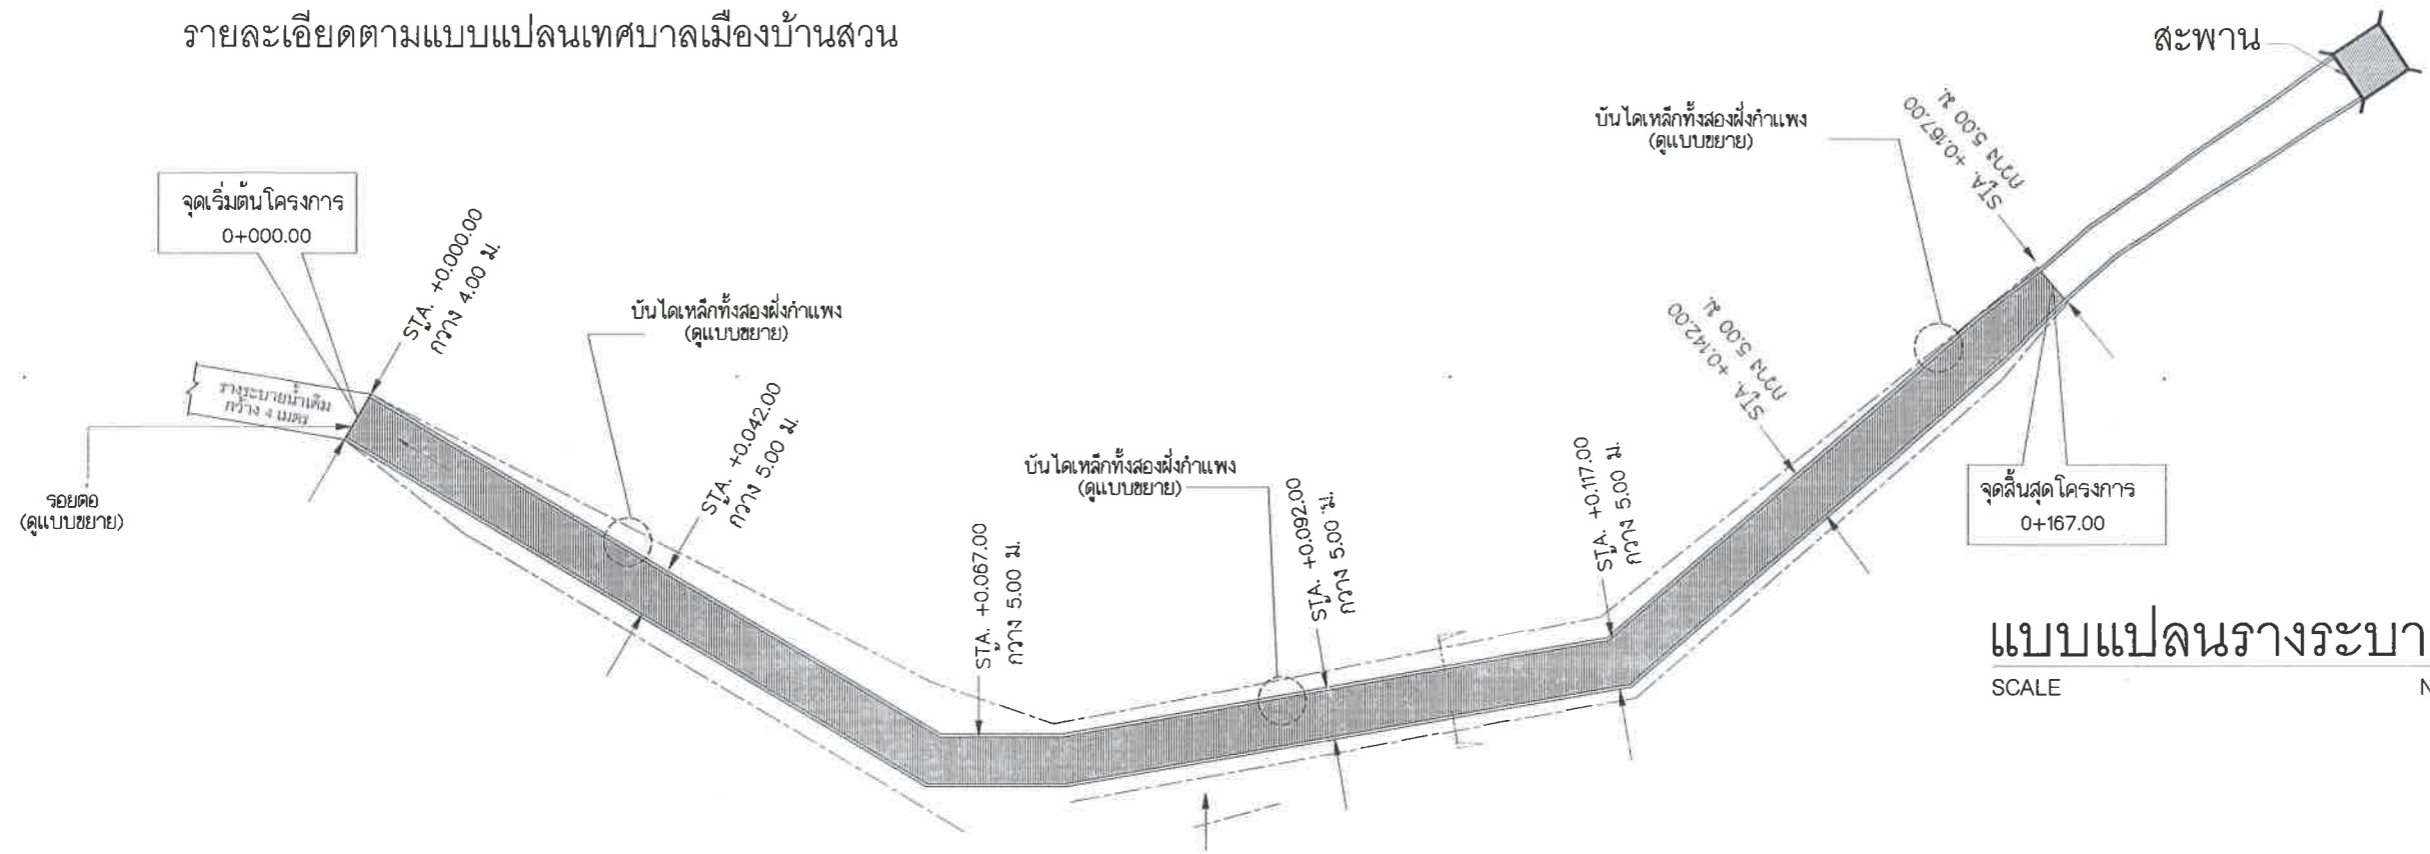 รายละเอียดตามแบบแปลนเทศบาลเมืองบ้านสวน
สะพาน
บันไดเหล็กทั้งสองฝั่งกำแพง
(ดูแบบขยาย)
STA. +0.167.00
กว้าง 5.00 ม.
จุดเริ่มต้นโครงการ
0+000.00
STA. +0.000.00
กว้าง 4.00 ม.
บันไดเหล็กทั้งสองฝั่งกำแพง
(ดูแบบขยาย)
STA. +0.142.00
กว้าง 5.00 ม.
รางระบายน้ำเดิม
กว้าง 4 เมตร
STA. +0.042.00
กว้าง 5.00 ม.
บันไดเหล็กทั้งสองฝั่งกำแพง
(ดูแบบขยาย)
รอยต่อ
(ดูแบบขยาย)
STA. +0.067.00
กว้าง 5.00 ม.
STA. +0.092.00
กว้าง 5.00 ม.
STA. +0.117.00
กว้าง 5.00 ม.
จุดสิ้นสุดโครงการ
0+167.00
แบบแปลนรางระบา
SCALE N